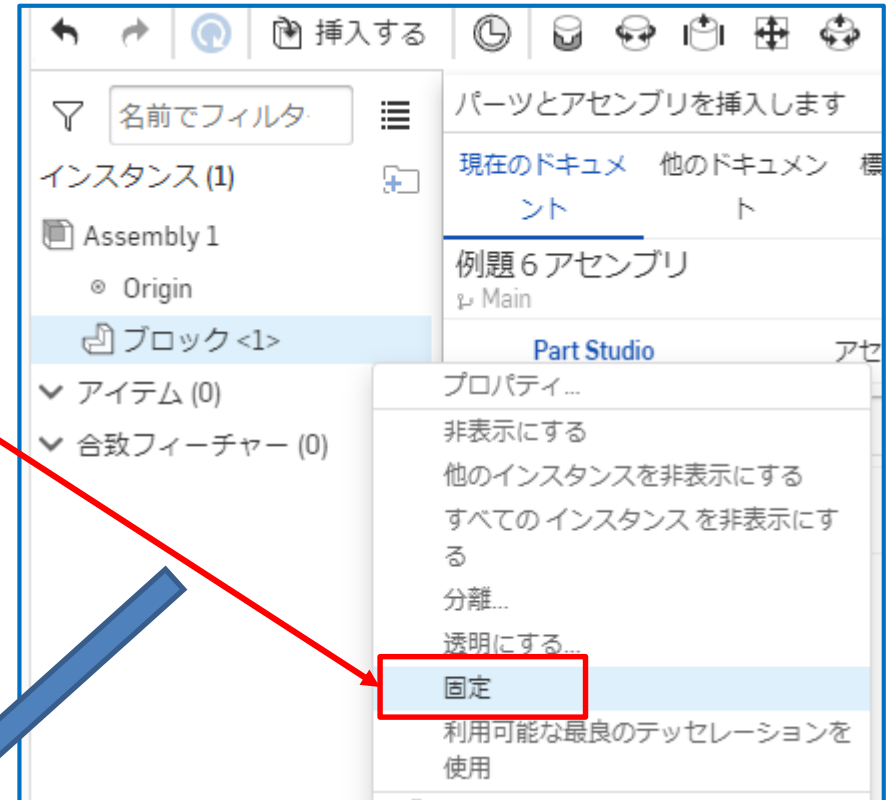 挿入する
名前でフィルタ
パーツとアセンブリを挿入します
インスタンス (1)
現在のドキュメ
ント
他のドキュメン
ト
標
Assembly 1
例題6 アセンブリ
Main
Origin
ブロック <1>
Part Studio
アセ
アイテム (0)
合致フィーチャー (0)
プロパティ...
非表示にする
他のインスタンスを非表示にする
すべての インスタンス を非表示にす
る
分離...
透明にする...
固定
利用可能な最良のテッセレーションを
使用